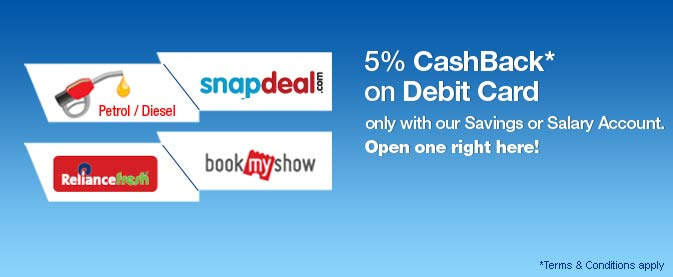 Petrol / Diesel
snapdeal.com
Reliance fresh
bookmyshow
5% CashBack*
on Debit Card
only with our Savings or Salary Account.
Open one right here!
*Terms & Conditions apply